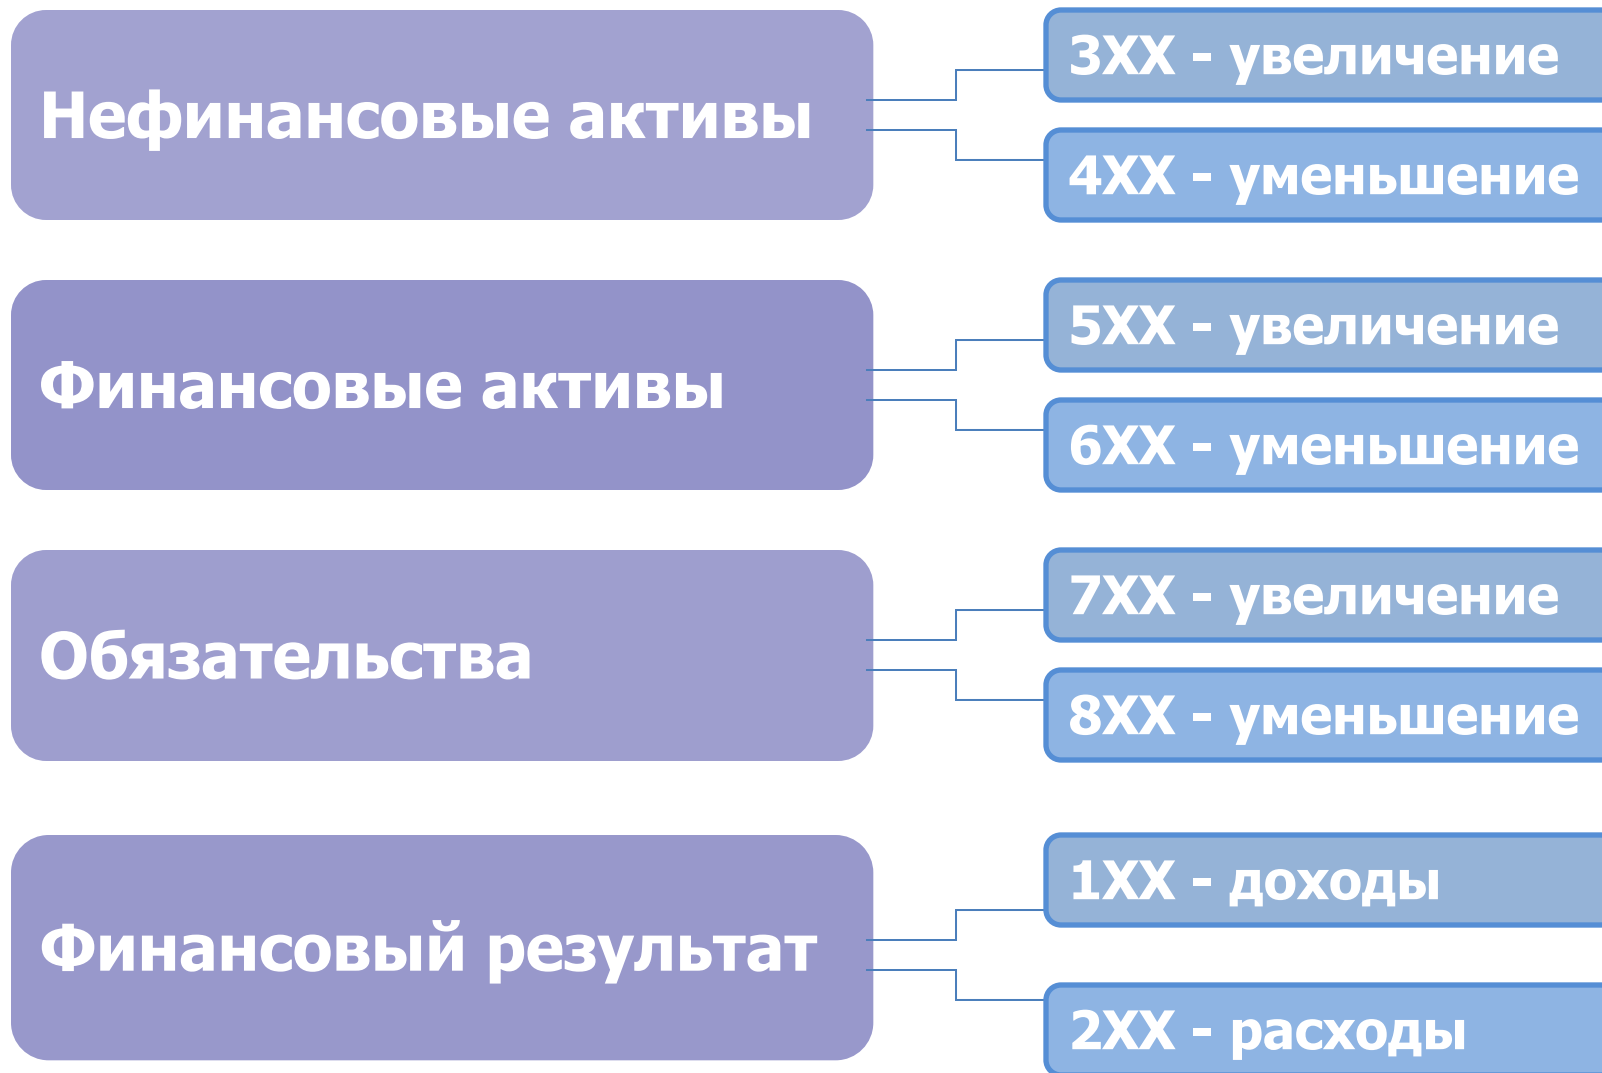 Нефинансовые активы
3XX - увеличение
4XX - уменьшение
Финансовые активы
5XX - увеличение
6XX - уменьшение
Обязательства
7XX - увеличение
8XX - уменьшение
Финансовый результат
1XX - доходы
2XX - расходы